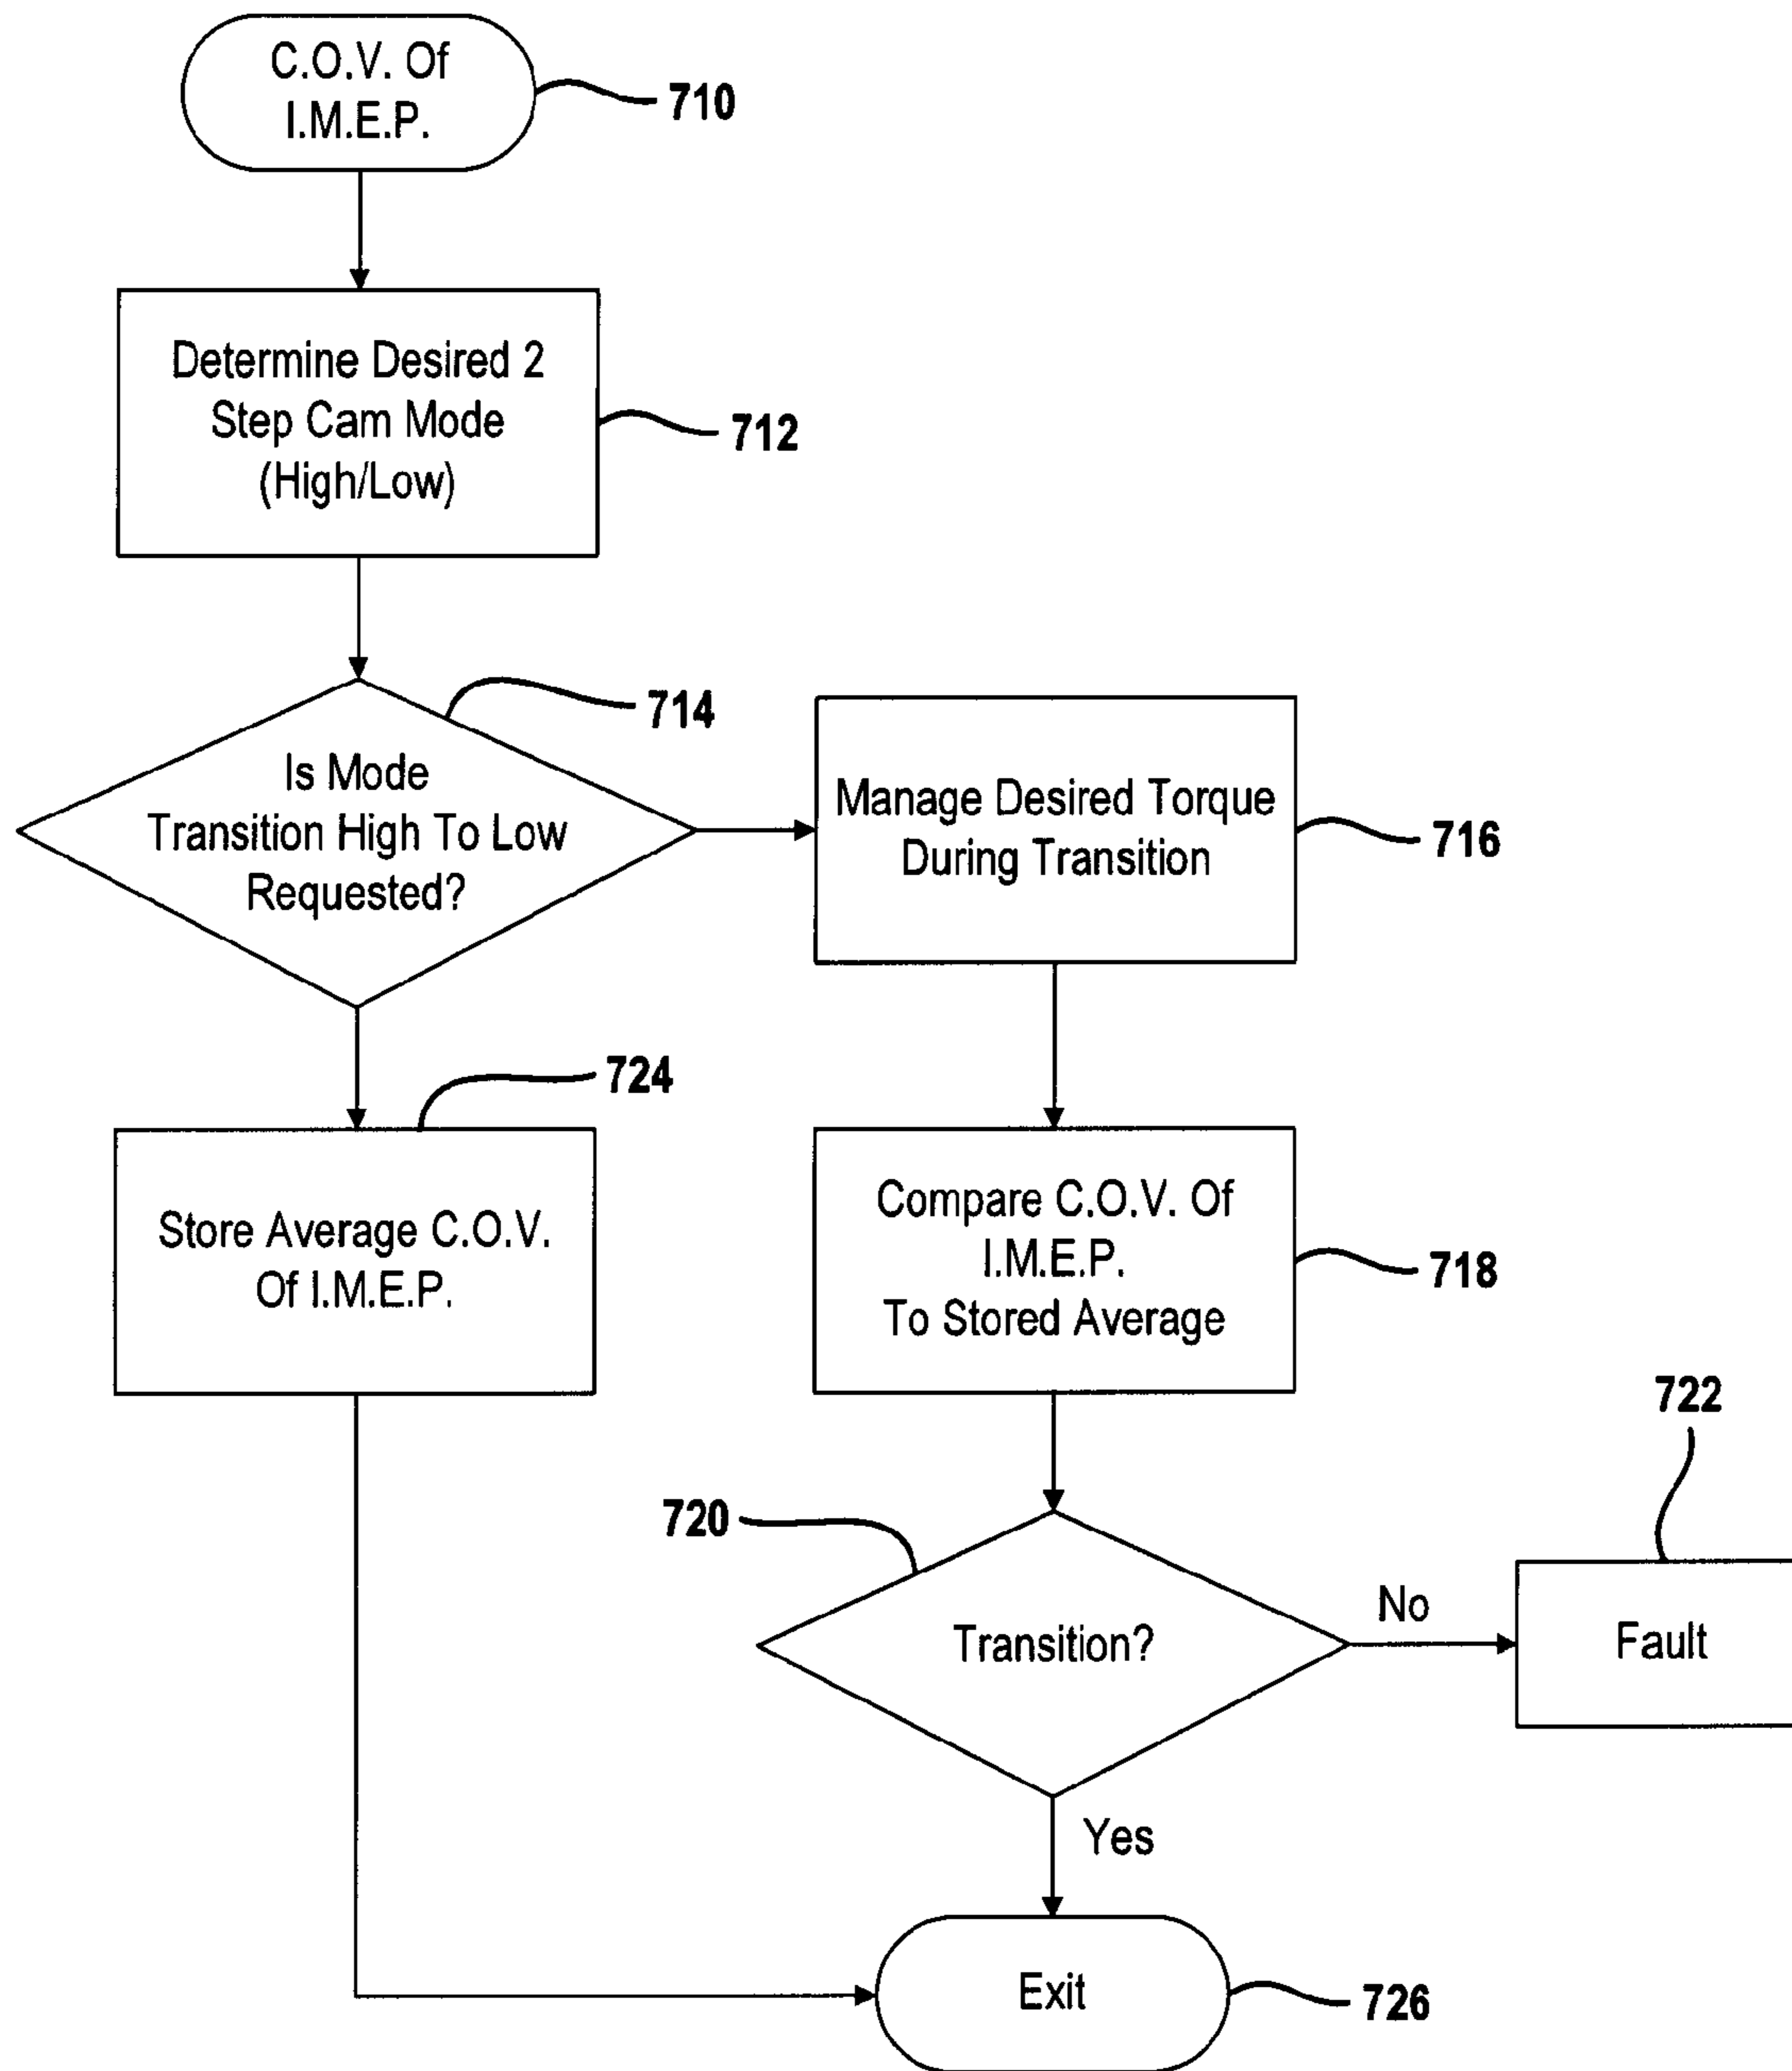 C.O.V. Of
I.M.E.P.
710
Determine Desired 2
Step Cam Mode
(High/Low)
712
714
Is Mode
Transition High To Low
Requested?
Manage Desired Torque
During Transition
716
724
Store Average C.O.V.
Of I.M.E.P.
Compare C.O.V. Of
I.M.E.P.
To Stored Average
718
722
720
Transition?
No
Fault
Yes
Exit
726